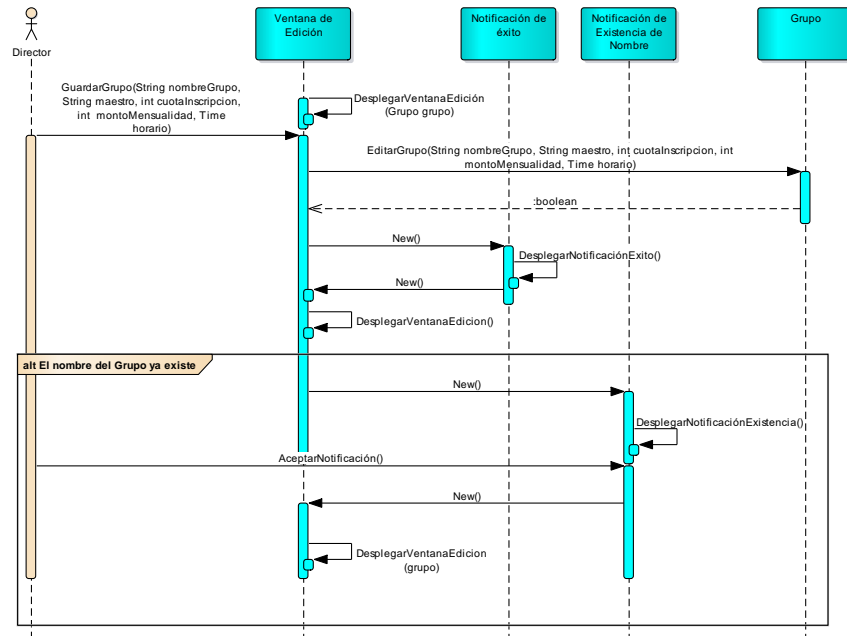 Director
Ventana de
Edición
Notificación de
éxito
Notificación de
Existencia de
Nombre
Grupo
DesplegarVentanaEdición
(Grupo grupo)
GuardarGrupo(String nombreGrupo,
String maestro, int cuotaInscripcion,
int montoMensualidad, Time
horario)
EditarGrupo(String nombreGrupo, String maestro, int cuotaInscripcion, int
montoMensualidad, Time horario)
:boolean
New()
DesplegarNotificaciónExito()
New()
DesplegarVentanaEdicion()
alt El nombre del Grupo ya existe
New()
DesplegarNotificaciónExistencia()
AceptarNotificación()
New()
DesplegarVentanaEdicion
(grupo)